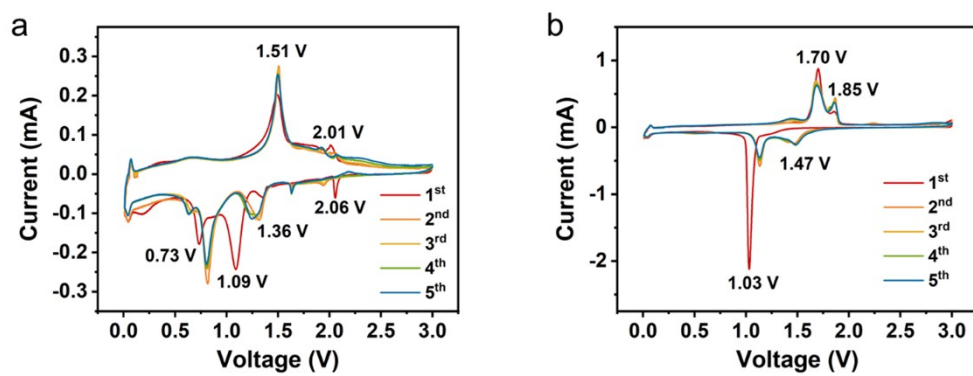 a
Current (mA)
0.3
0.2
0.1
0.0
-0.1
-0.2
-0.3
1.51 V
2.01 V
2.06 V
1.36 V
0.73 V
1.09 V
1st
2nd
3rd
4th
5th
0.0 0.5 1.0 1.5 2.0 2.5 3.0
Voltage (V)
b
Current (mA)
1
0
-1
-2
1.70 V
1.85 V
1.47 V
1.03 V
1st
2nd
3rd
4th
5th
0.0 0.5 1.0 1.5 2.0 2.5 3.0
Voltage (V)